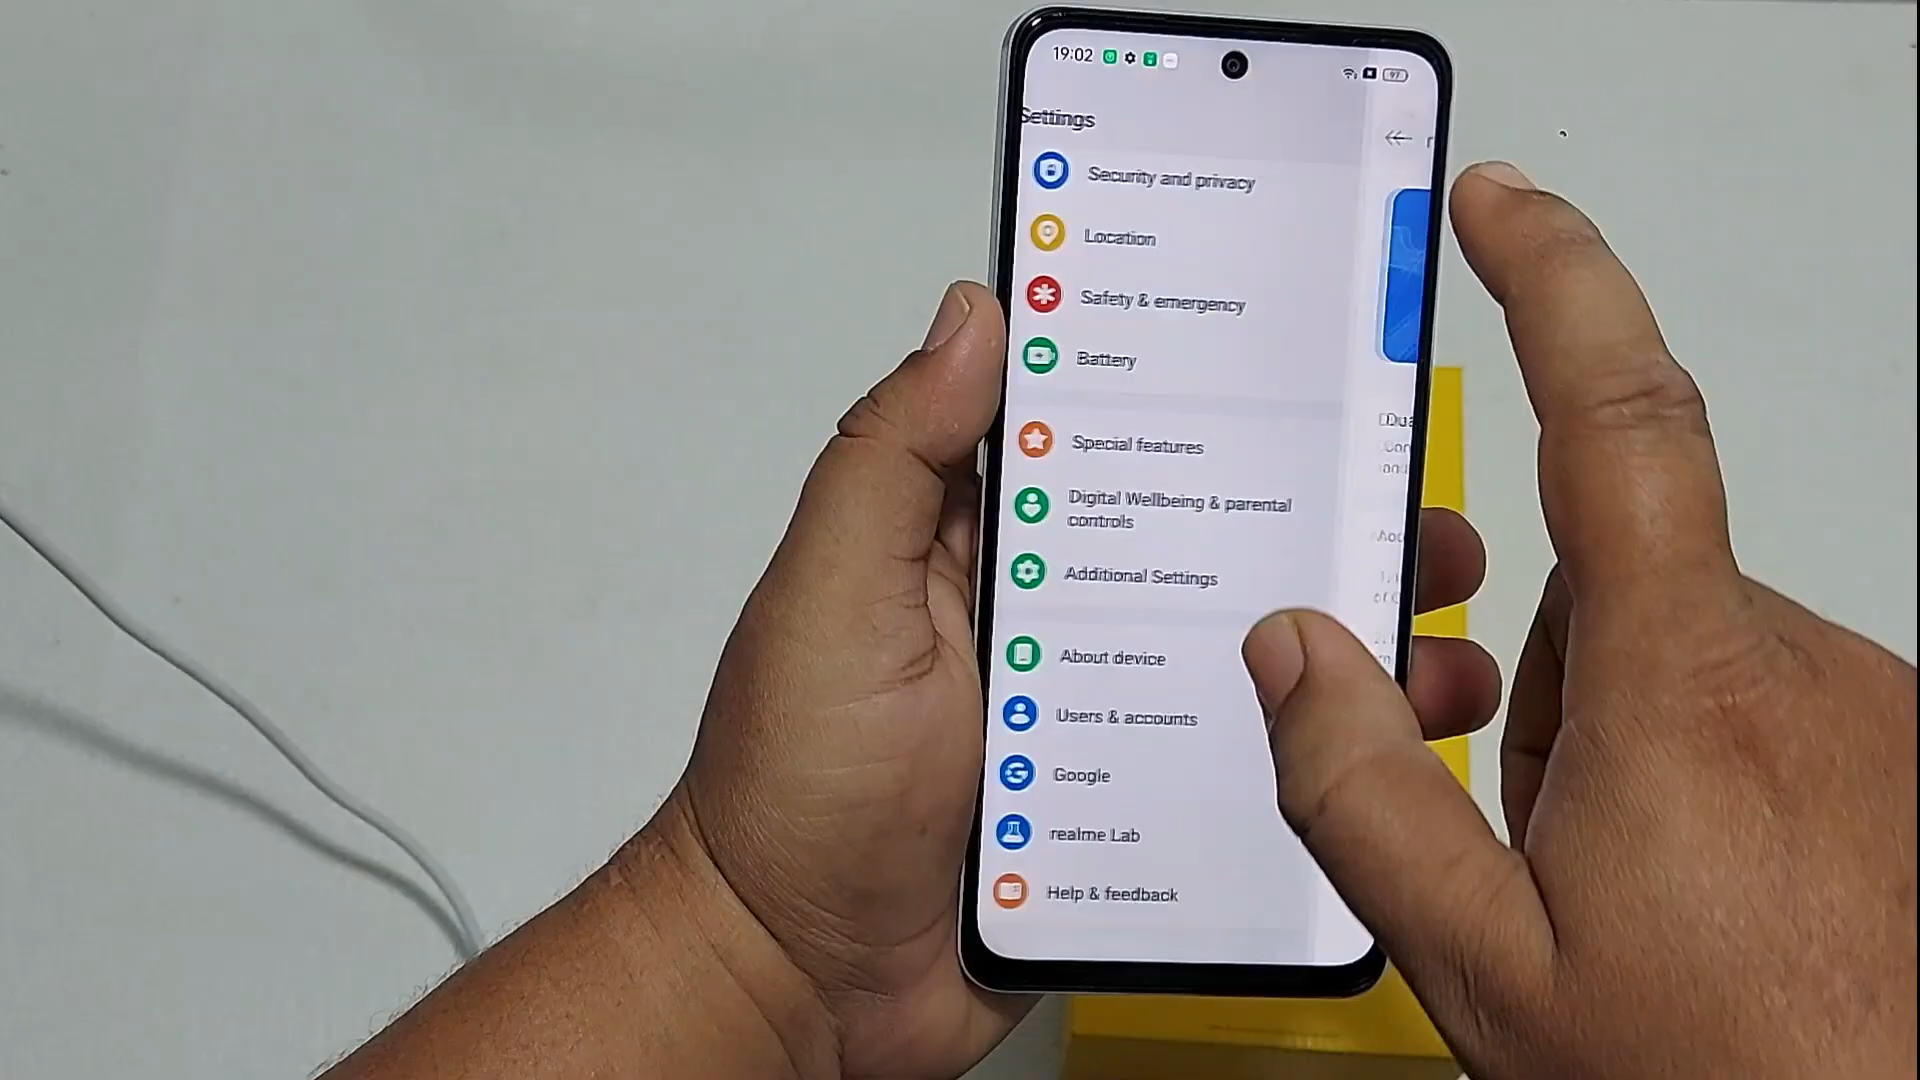 19:02
97
Settings
Security and privacy
Location
Safety & emergency
Battery
Special features
Digital Wellbeing & parental
controls
Additional Settings
About device
Users & accounts
Google
realme Lab
Help & feedback